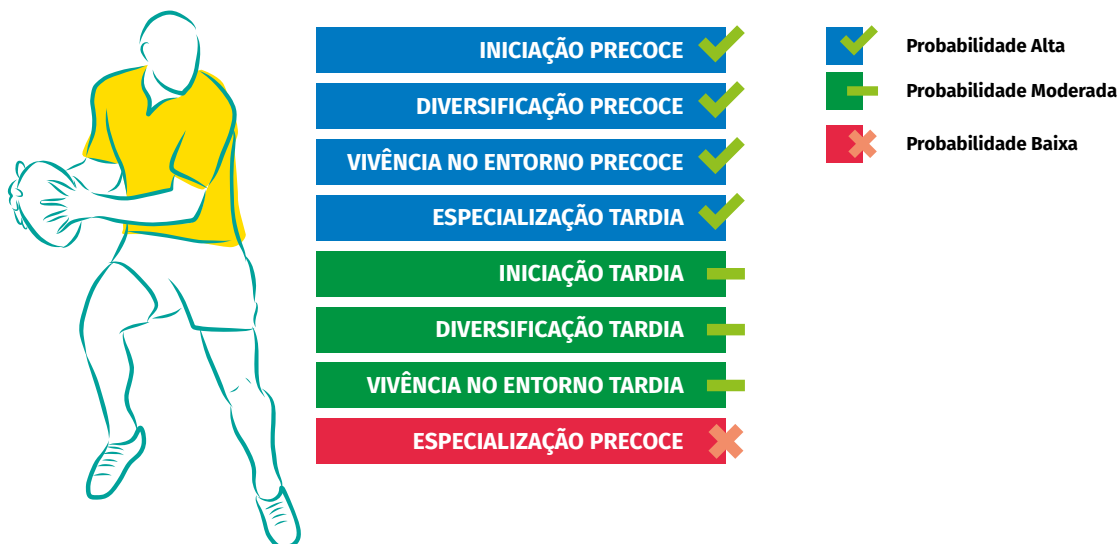 INICIAÇÃO PRECOCE
DIVERSIFICAÇÃO PRECOCE
VIVÊNCIA NO ENTORNO PRECOCE
ESPECIALIZAÇÃO TARDIA
INICIAÇÃO TARDIA
DIVERSIFICAÇÃO TARDIA
VIVÊNCIA NO ENTORNO TARDIA
ESPECIALIZAÇÃO PRECOCE
Probabilidade Alta
Probabilidade Moderada
Probabilidade Baixa